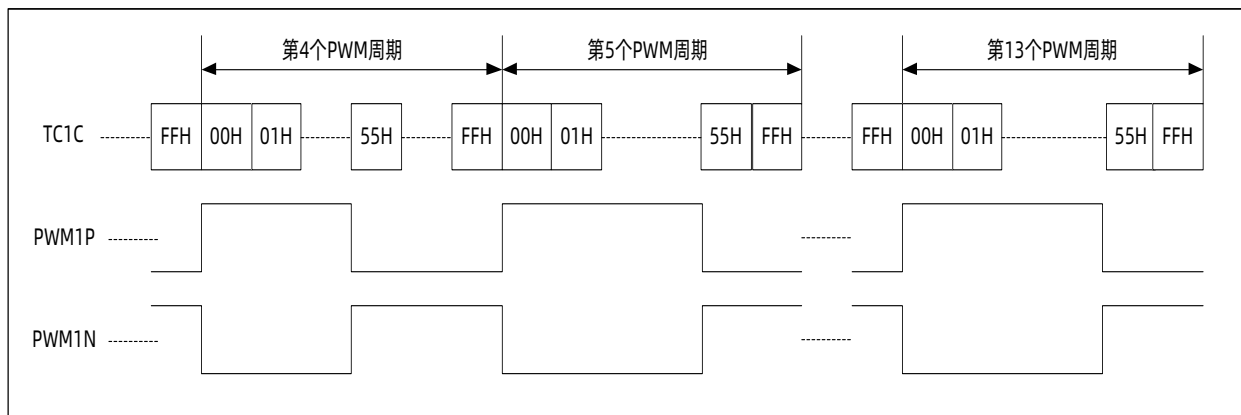 第4个PWM周期 第5个PWM周期 第13个PWM周期
TC1C FFH 00H 01H 55H FFH 00H 01H 55H FFH FFH 00H 01H 55H FFH
PWM1P
PWM1N